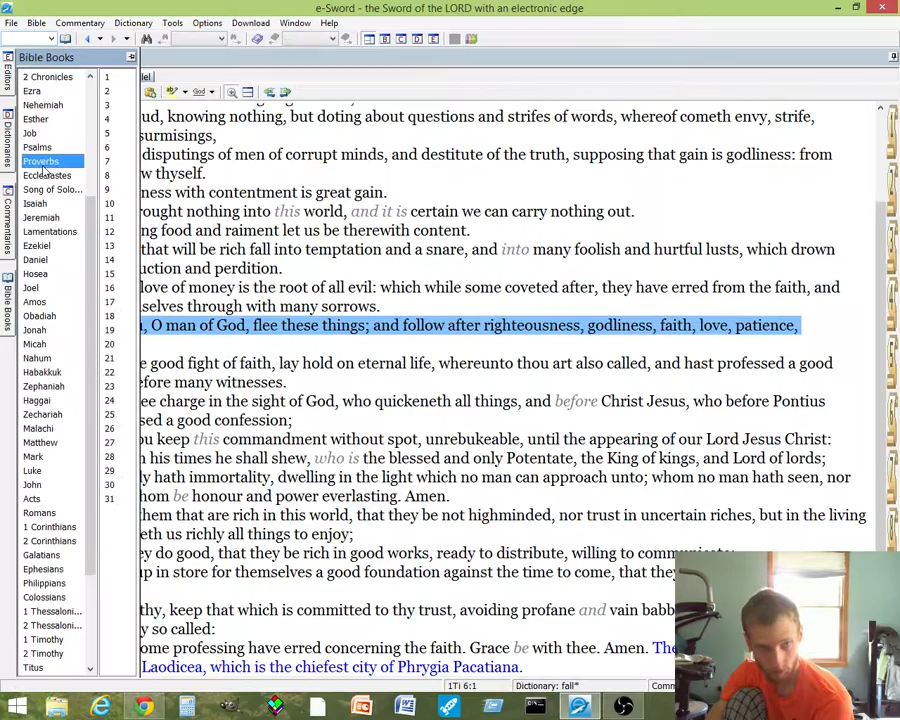 e-Sword - the Sword of the LORD with an electronic edge
File Bible Commentary Dictionary Tools Options Download Window Help
Bible Books
Editors
Dictionaries
Commentaries
Bible Books
2 Chronicles 1
Ezra 2
Nehemiah 3
Esther 4
Job 5
Psalms 6
Proverbs 7
Ecclesiastes 8
Song of Solo... 9
Isaiah 10
Jeremiah 11
Lamentations 12
Ezekiel 13
Daniel 14
Hosea 15
Joel 16
Amos 17
Obadiah 18
Jonah 19
Micah 20
Nahum 21
Habakkuk 22
Zephaniah 23
Haggai 24
Zechariah 25
Malachi 26
Matthew 27
Mark 28
Luke 29
John 30
Acts 31
Romans
1 Corinthians
2 Corinthians
Galatians
Ephesians
Philippians
Colossians
1 Thessaloni...
2 Thessaloni...
1 Timothy
2 Timothy
Titus
lel
God
ud, knowing nothing, but doting about questions and strifes of words, whereof cometh envy, strife,
surmisings,
disputings of men of corrupt minds, and destitute of the truth, supposing that gain is godliness: from
w thyself.
ness with contentment is great gain.
rought nothing into this world, and it is certain we can carry nothing out.
ng food and raiment let us be therewith content.
that will be rich fall into temptation and a snare, and into many foolish and hurtful lusts, which drown
uction and perdition.
love of money is the root of all evil: which while some coveted after, they have erred from the faith, and
selves through with many sorrows.
, O man of God, flee these things; and follow after righteousness, godliness, faith, love, patience,
e good fight of faith, lay hold on eternal life, whereunto thou art also called, and hast professed a good
efore many witnesses.
ee charge in the sight of God, who quickeneth all things, and before Christ Jesus, who before Pontius
sed a good confession;
ou keep this commandment without spot, unrebukeable, until the appearing of our Lord Jesus Christ:
n his times he shall shew, who is the blessed and only Potentate, the King of kings, and Lord of lords;
ly hath immortality, dwelling in the light which no man can approach unto; whom no man hath seen, nor
hom be honour and power everlasting. Amen.
them that are rich in this world, that they be not highminded, nor trust in uncertain riches, but in the living
eth us richly all things to enjoy;
ey do good, that they be rich in good works, ready to distribute, willing to communicate;
up in store for themselves a good foundation against the time to come, that they
thy, keep that which is committed to thy trust, avoiding profane and vain babb
y so called:
ome professing have erred concerning the faith. Grace be with thee. Amen. The
Laodicea, which is the chiefest city of Phrygia Pacatiana.
1Ti 6:1 Dictionary: fall* Comm